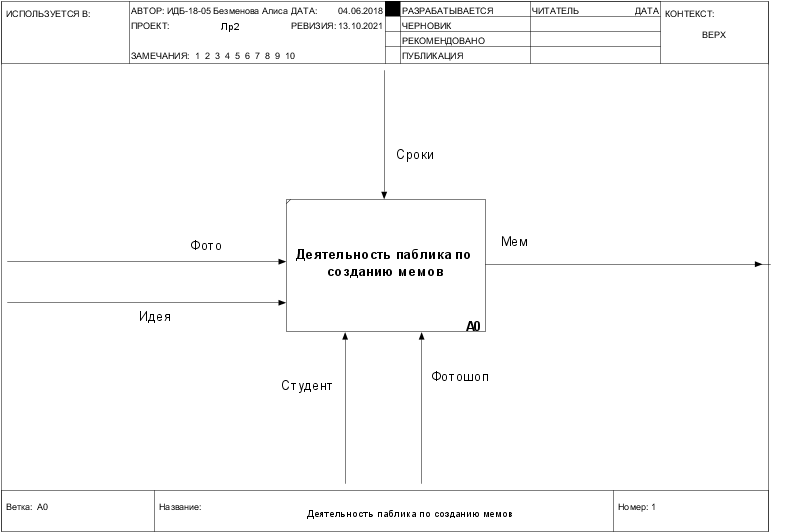 ИСПОЛЬЗУЕТСЯ В:
АВТОР: ИДБ-18-05 Безменова Алиса ДАТА: 04.06.2018
РАЗРАБАТЫВАЕТСЯ
ЧИТАТЕЛЬ ДАТА
КОНТЕКСТ:
ПРОЕКТ: Лр2 РЕВИЗИЯ: 13.10.2021
ЧЕРНОВИК
ВЕРХ
РЕКОМЕНДОВАНО
ЗАМЕЧАНИЯ: 1 2 3 4 5 6 7 8 9 10
ПУБЛИКАЦИЯ
Сроки
Фото
Мем
Деятельность паблика по
созданию мемов
Идея
A0
Студент
Фотошоп
Ветка: A0
Название:
Деятельность паблика по созданию мемов
Номер: 1